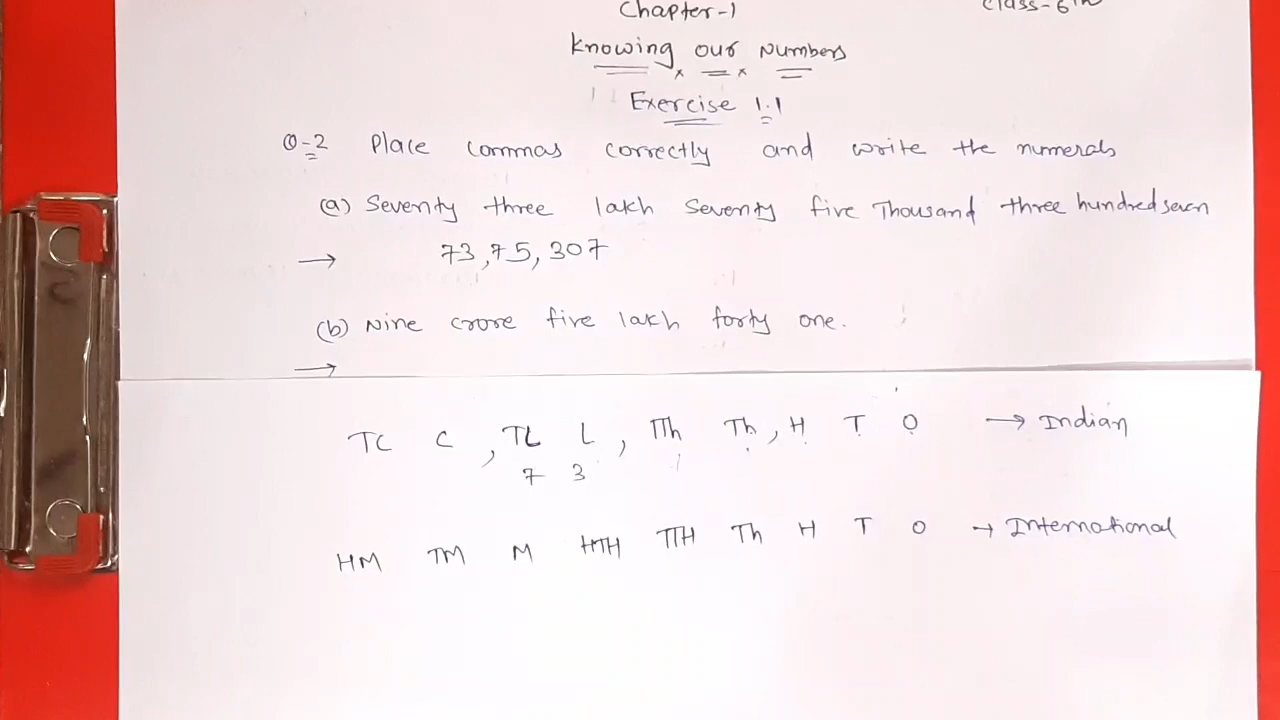 Chapter-1
Class-6th
Knowing our Numbers
Exercise 1.1
Q-2 Place commas correctly and write the numerals
(a) Seventy three lakh seventy five Thousand three hundred seven
→ 73,75,307
(b) Nine crore five lakh forty one.
→
TC C , TL L , TTh Th , H T O → Indian
7 3
HM TM M HTH TTH Th H T O → International